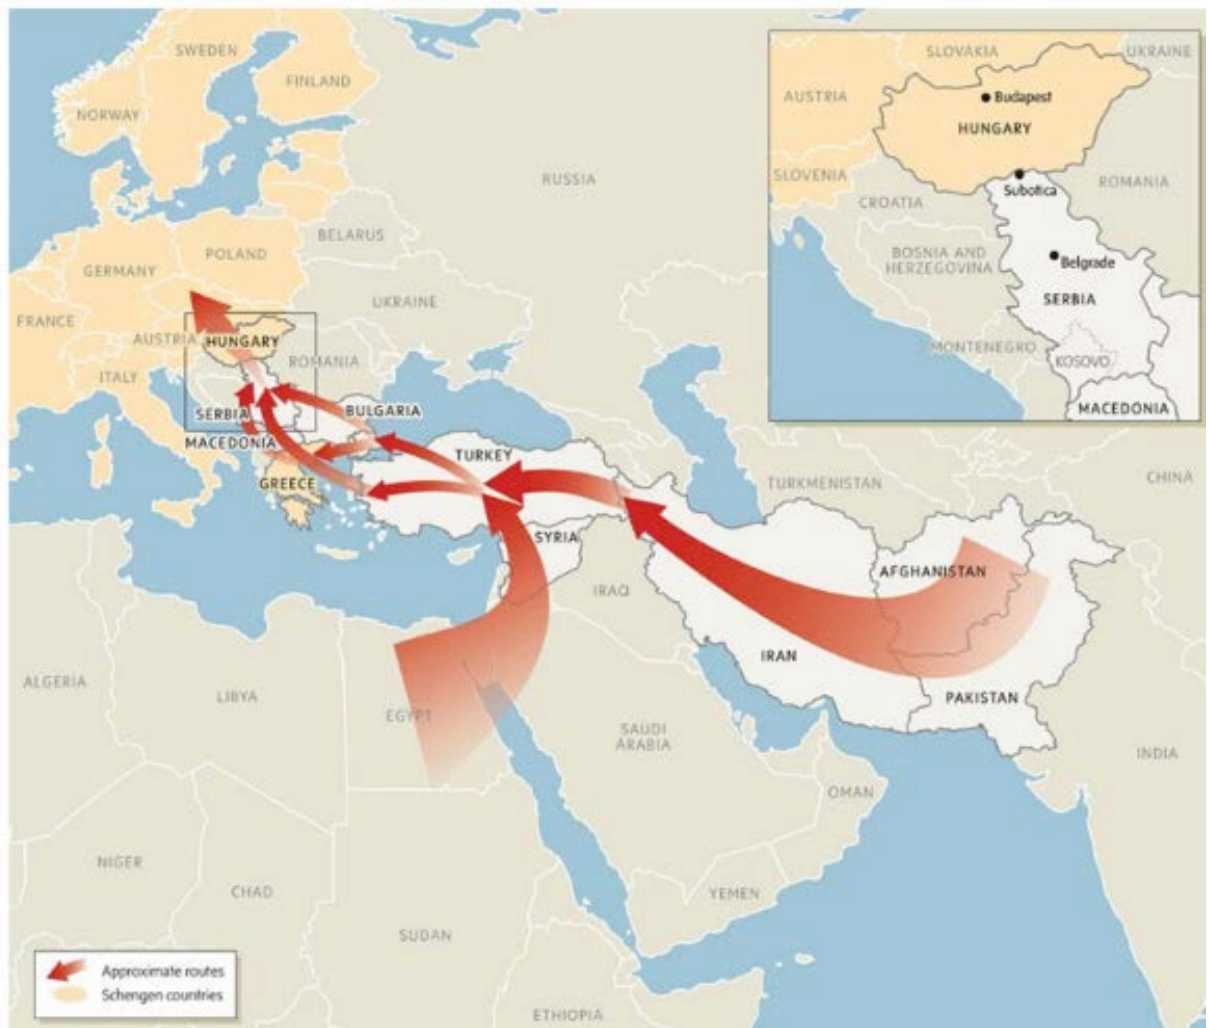 SWEDEN
FINLAND
NORWAY
RUSSIA
BELARUS
POLAND
GERMANY
UKRAINE
FRANCE
AUSTRIA
HUNGARY
ROMANIA
ITALY
SERBIA
BULGARIA
MACEDONIA
TURKEY
GREECE
TURKMENISTAN
CHINA
SYRIA
AFGHANISTAN
IRAQ
IRAN
PAKISTAN
ALGERIA
LIBYA
EGYPT
SAUDI
ARABIA
INDIA
OMAN
NIGER
CHAD
YEMEN
SUDAN
ETHIOPIA
SLOVAKIA
UKRAINE
AUSTRIA
Budapest
HUNGARY
SLOVENIA
Subotica
ROMANIA
CROATIA
BOSNIA AND
HERZEGOVINA
Belgrade
SERBIA
MONTENEGRO
KOSOVO
MACEDONIA
Approximate routes
Schengen countries